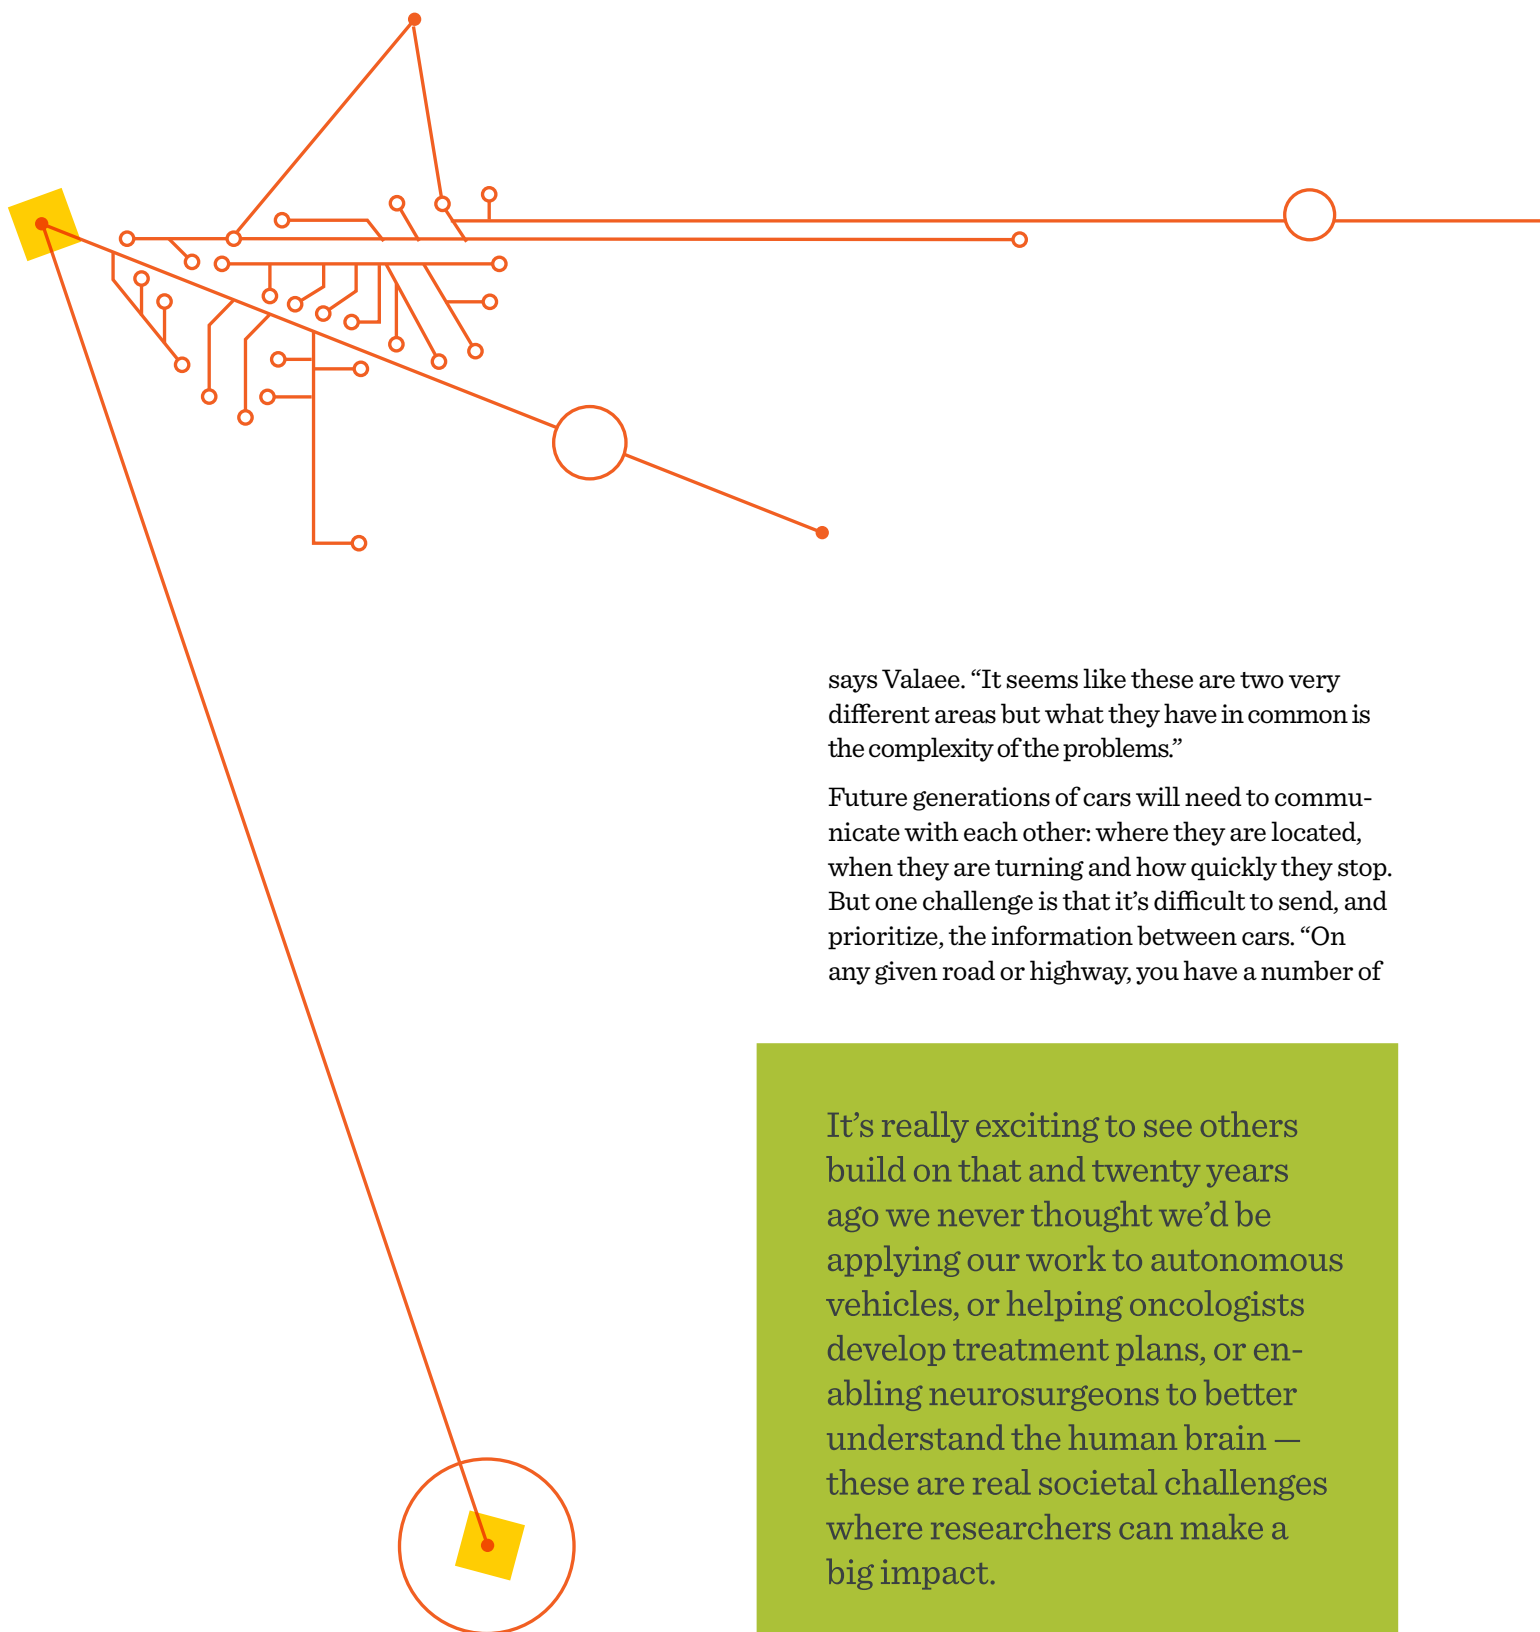 says Valaee. “It seems like these are two very
different areas but what they have in common is
the complexity of the problems.”
Future generations of cars will need to commu-
nicate with each other: where they are located,
when they are turning and how quickly they stop.
But one challenge is that it’s difficult to send, and
prioritize, the information between cars. “On
any given road or highway, you have a number of
It’s really exciting to see others
build on that and twenty years
ago we never thought we’d be
applying our work to autonomous
vehicles, or helping oncologists
develop treatment plans, or en-
abling neurosurgeons to better
understand the human brain —
these are real societal challenges
where researchers can make a
big impact.